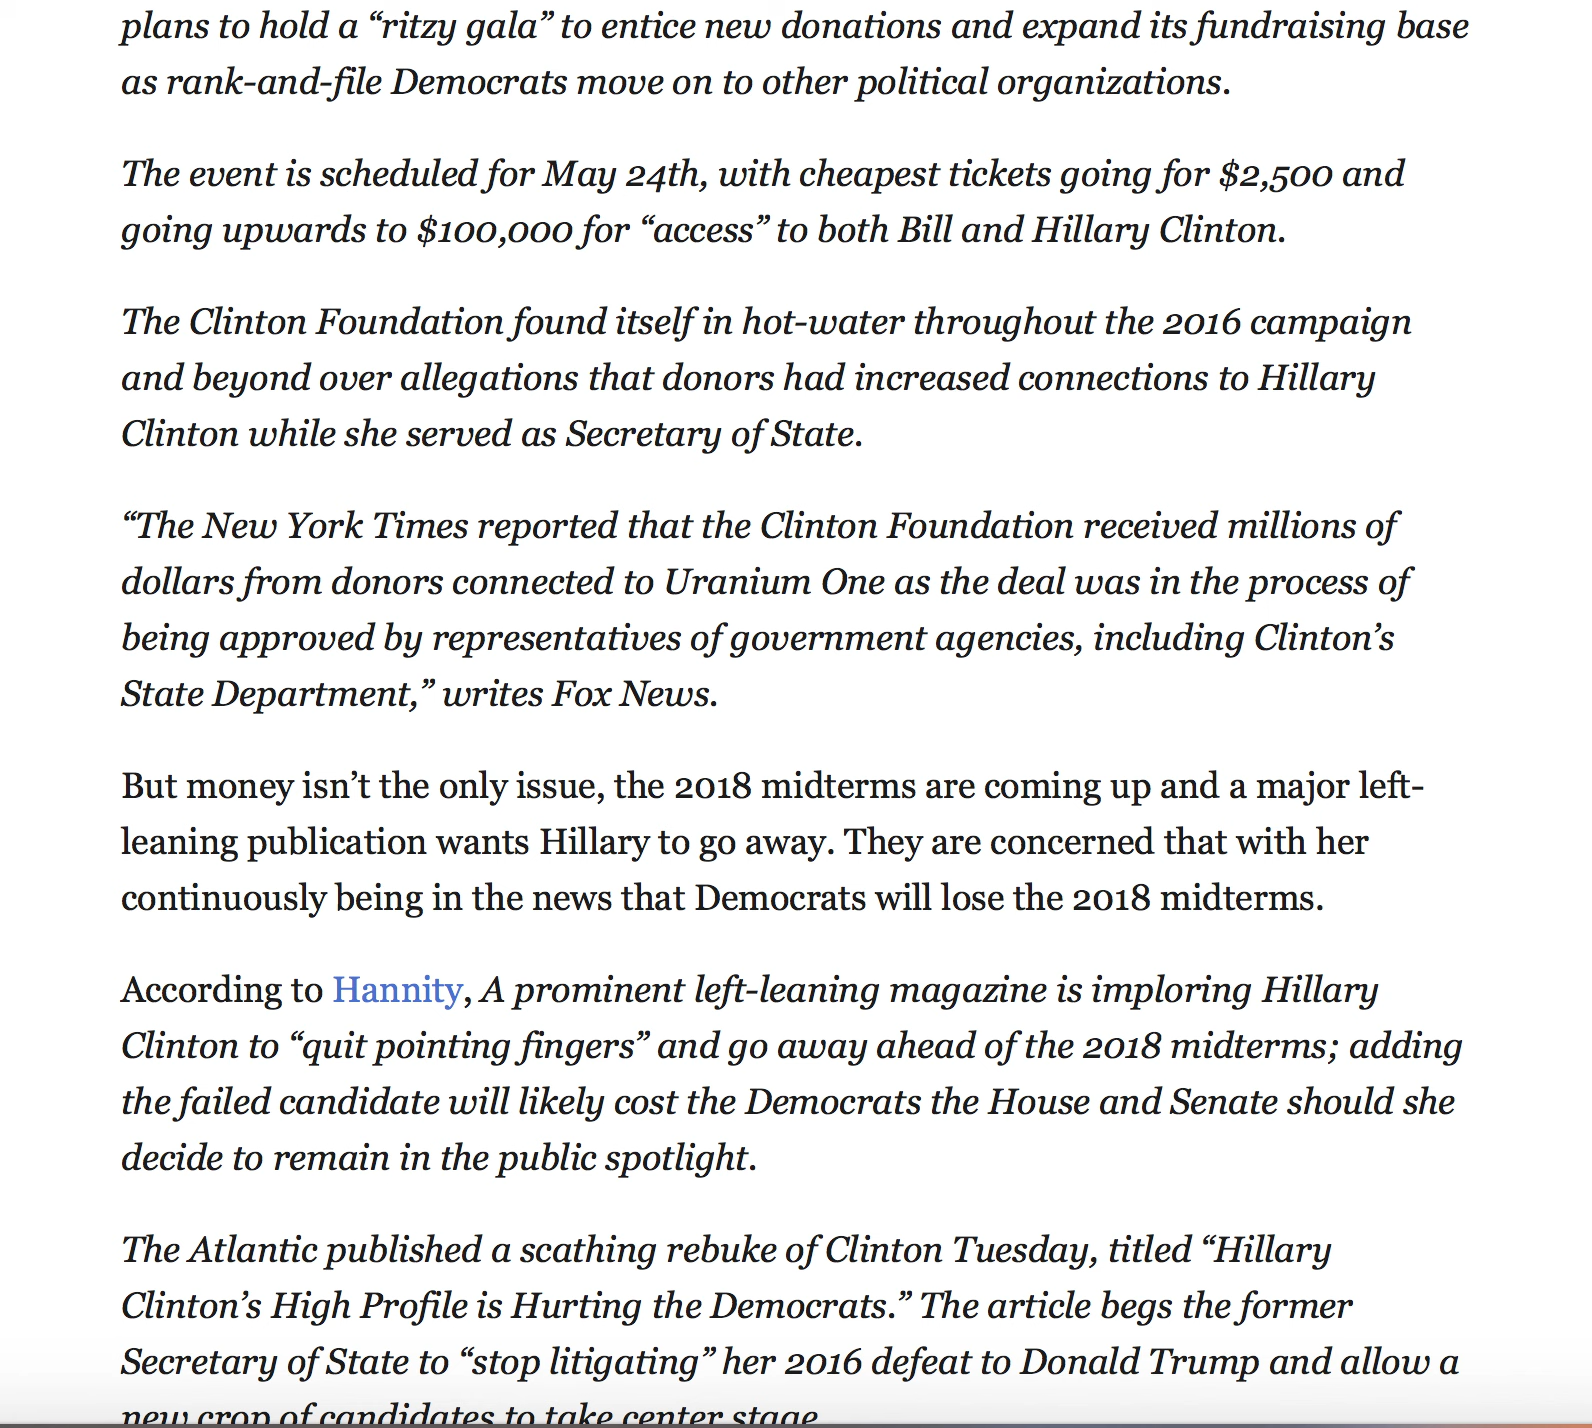 plans to hold a “ritzy gala” to entice new donations and expand its fundraising base
as rank-and-file Democrats move on to other political organizations.
The event is scheduled for May 24th, with cheapest tickets going for $2,500 and
going upwards to $100,000 for “access” to both Bill and Hillary Clinton.
The Clinton Foundation found itself in hot-water throughout the 2016 campaign
and beyond over allegations that donors had increased connections to Hillary
Clinton while she served as Secretary of State.
“The New York Times reported that the Clinton Foundation received millions of
dollars from donors connected to Uranium One as the deal was in the process of
being approved by representatives of government agencies, including Clinton’s
State Department,” writes Fox News.
But money isn’t the only issue, the 2018 midterms are coming up and a major left-
leaning publication wants Hillary to go away. They are concerned that with her
continuously being in the news that Democrats will lose the 2018 midterms.
According to Hannity, A prominent left-leaning magazine is imploring Hillary
Clinton to “quit pointing fingers” and go away ahead of the 2018 midterms; adding
the failed candidate will likely cost the Democrats the House and Senate should she
decide to remain in the public spotlight.
The Atlantic published a scathing rebuke of Clinton Tuesday, titled “Hillary
Clinton’s High Profile is Hurting the Democrats.” The article begs the former
Secretary of State to “stop litigating” her 2016 defeat to Donald Trump and allow a
new crop of candidates to take center stage